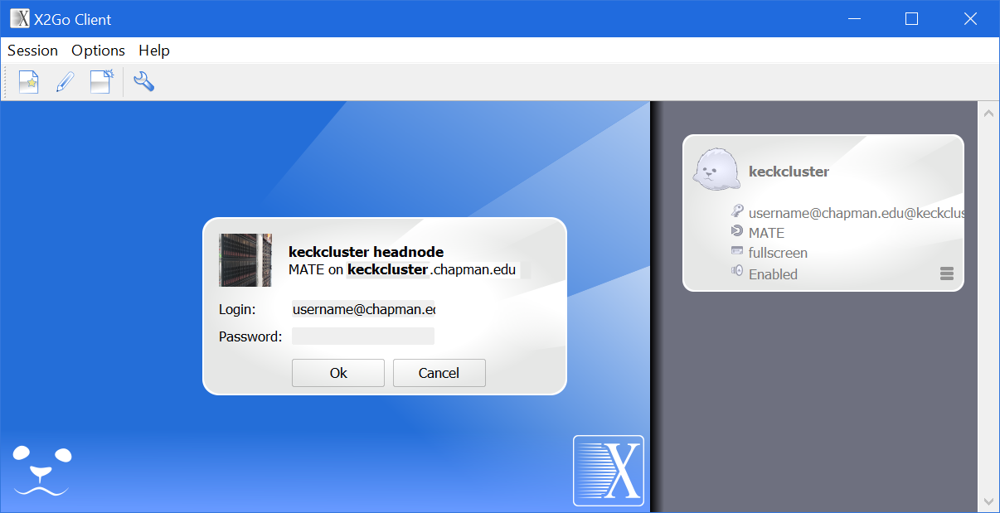 X2Go Client
Session Options Help
keckcluster headnode
MATE on keckcluster.chapman.edu
Login: username@chapman.ed
Password:
Ok Cancel
X
keckcluster
username@chapman.edu@keckclus
MATE
fullscreen
Enabled